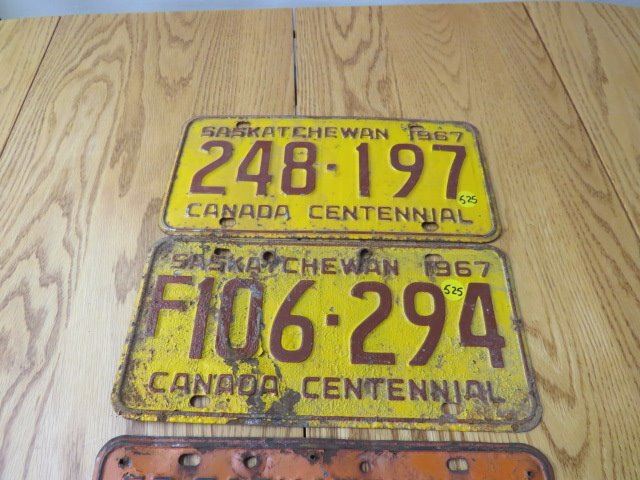 SASKATCHEWAN 1967
248·197
525
CANADA CENTENNIAL
SASKATCHEWAN 1967
F106·294
525
CANADA CENTENNIAL